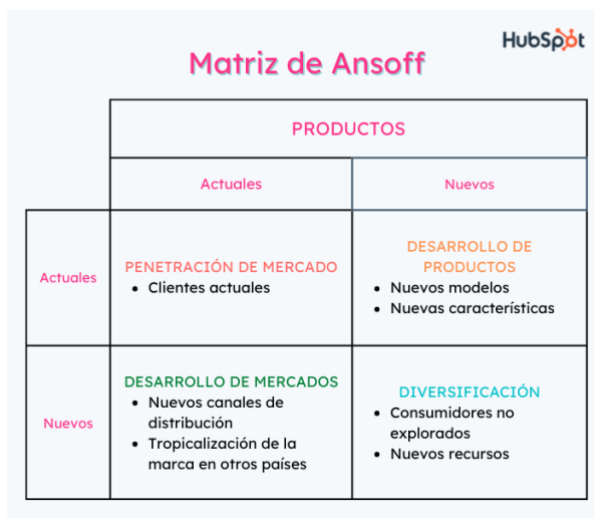 HubSpot
Matriz de Ansoff
PRODUCTOS
Actuales
Nuevos
Actuales
PENETRACIÓN DE MERCADO
• Clientes actuales
DESARROLLO DE
PRODUCTOS
• Nuevos modelos
• Nuevas características
Nuevos
DESARROLLO DE MERCADOS
• Nuevos canales de
distribución
• Tropicalización de la
marca en otros países
DIVERSIFICACIÓN
• Consumidores no
explorados
• Nuevos recursos